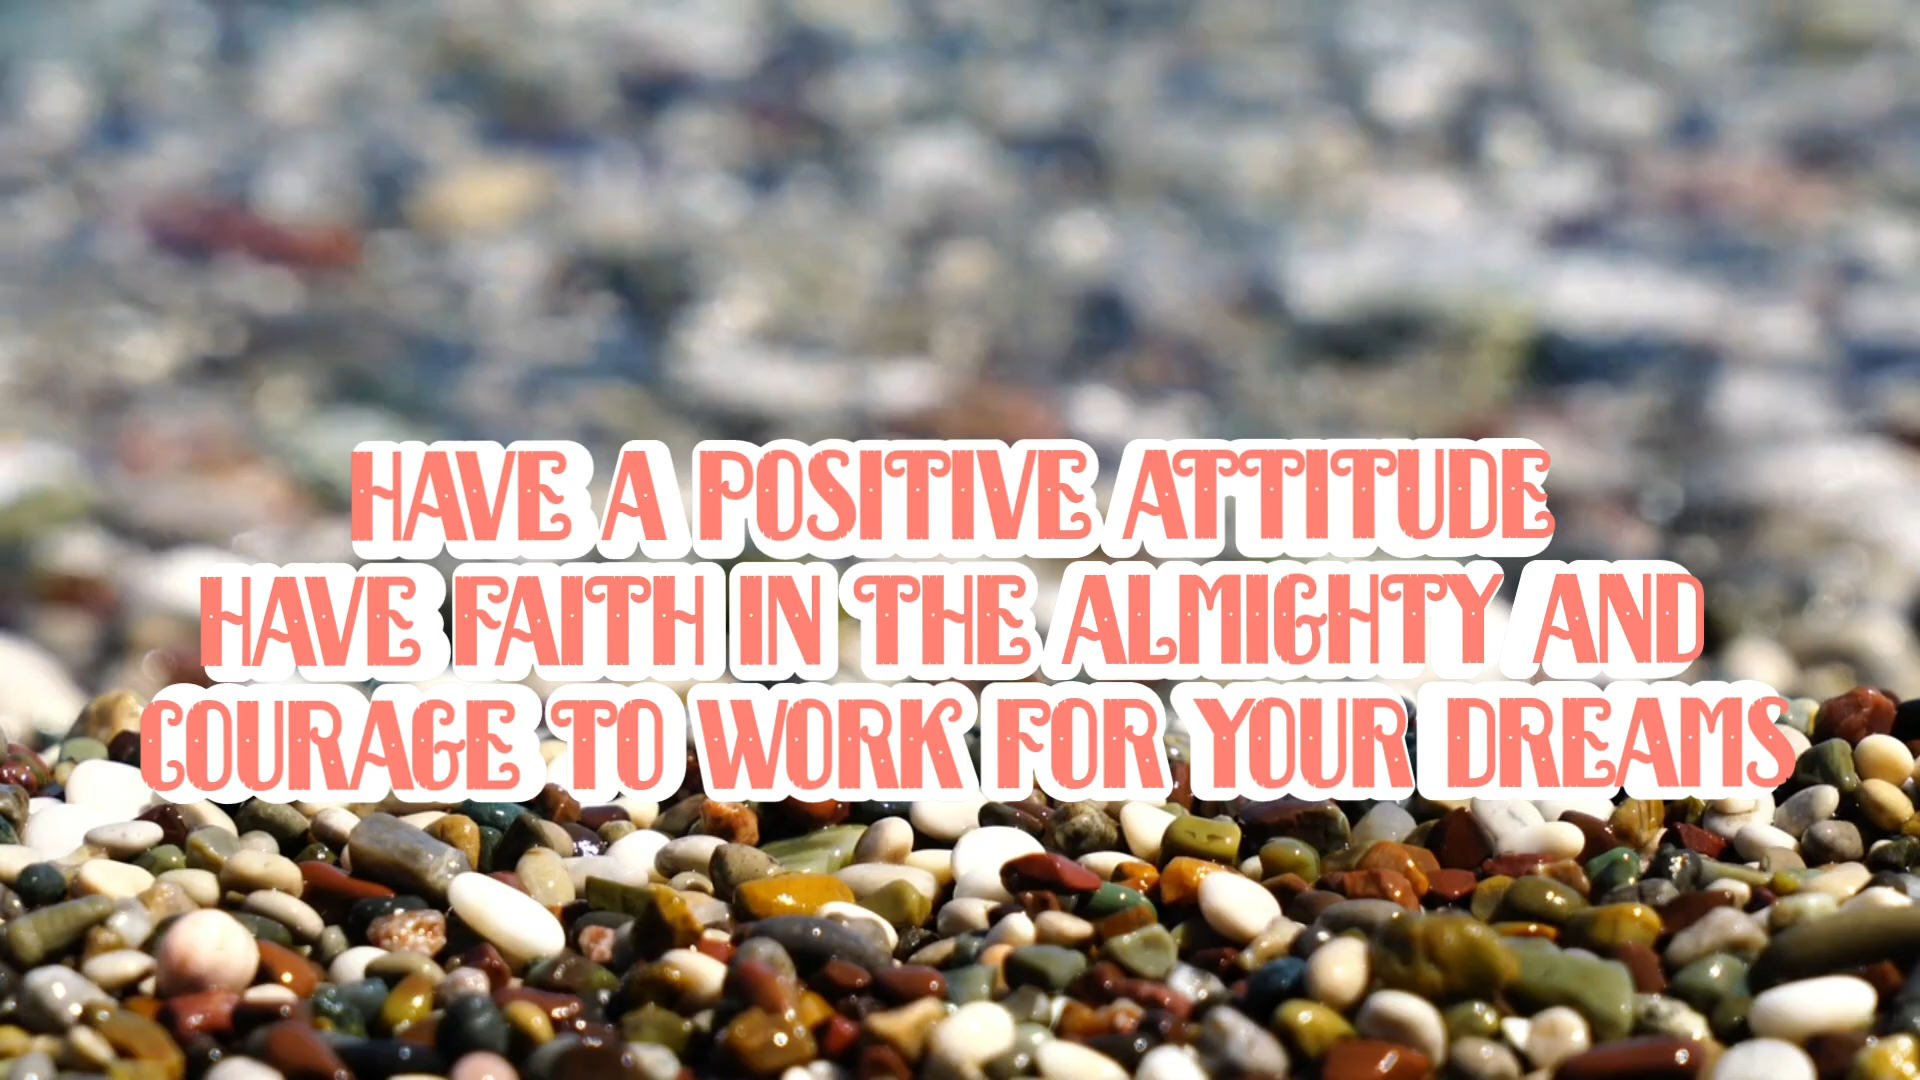 HAVE A POSITIVE ATTITUDE
HAVE FAITH IN THE ALMIGHTY AND
COURAGE TO WORK FOR YOUR DREAMS